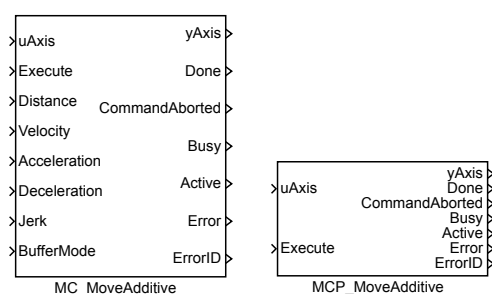 uAxis
Execute
Distance
Velocity
Acceleration
Deceleration
Jerk
BufferMode
yAxis
Done
CommandAborted
Busy
Active
Error
ErrorID
MC_MoveAdditive
uAxis
Execute
yAxis
Done
CommandAborted
Busy
Active
Error
ErrorID
MCP_MoveAdditive